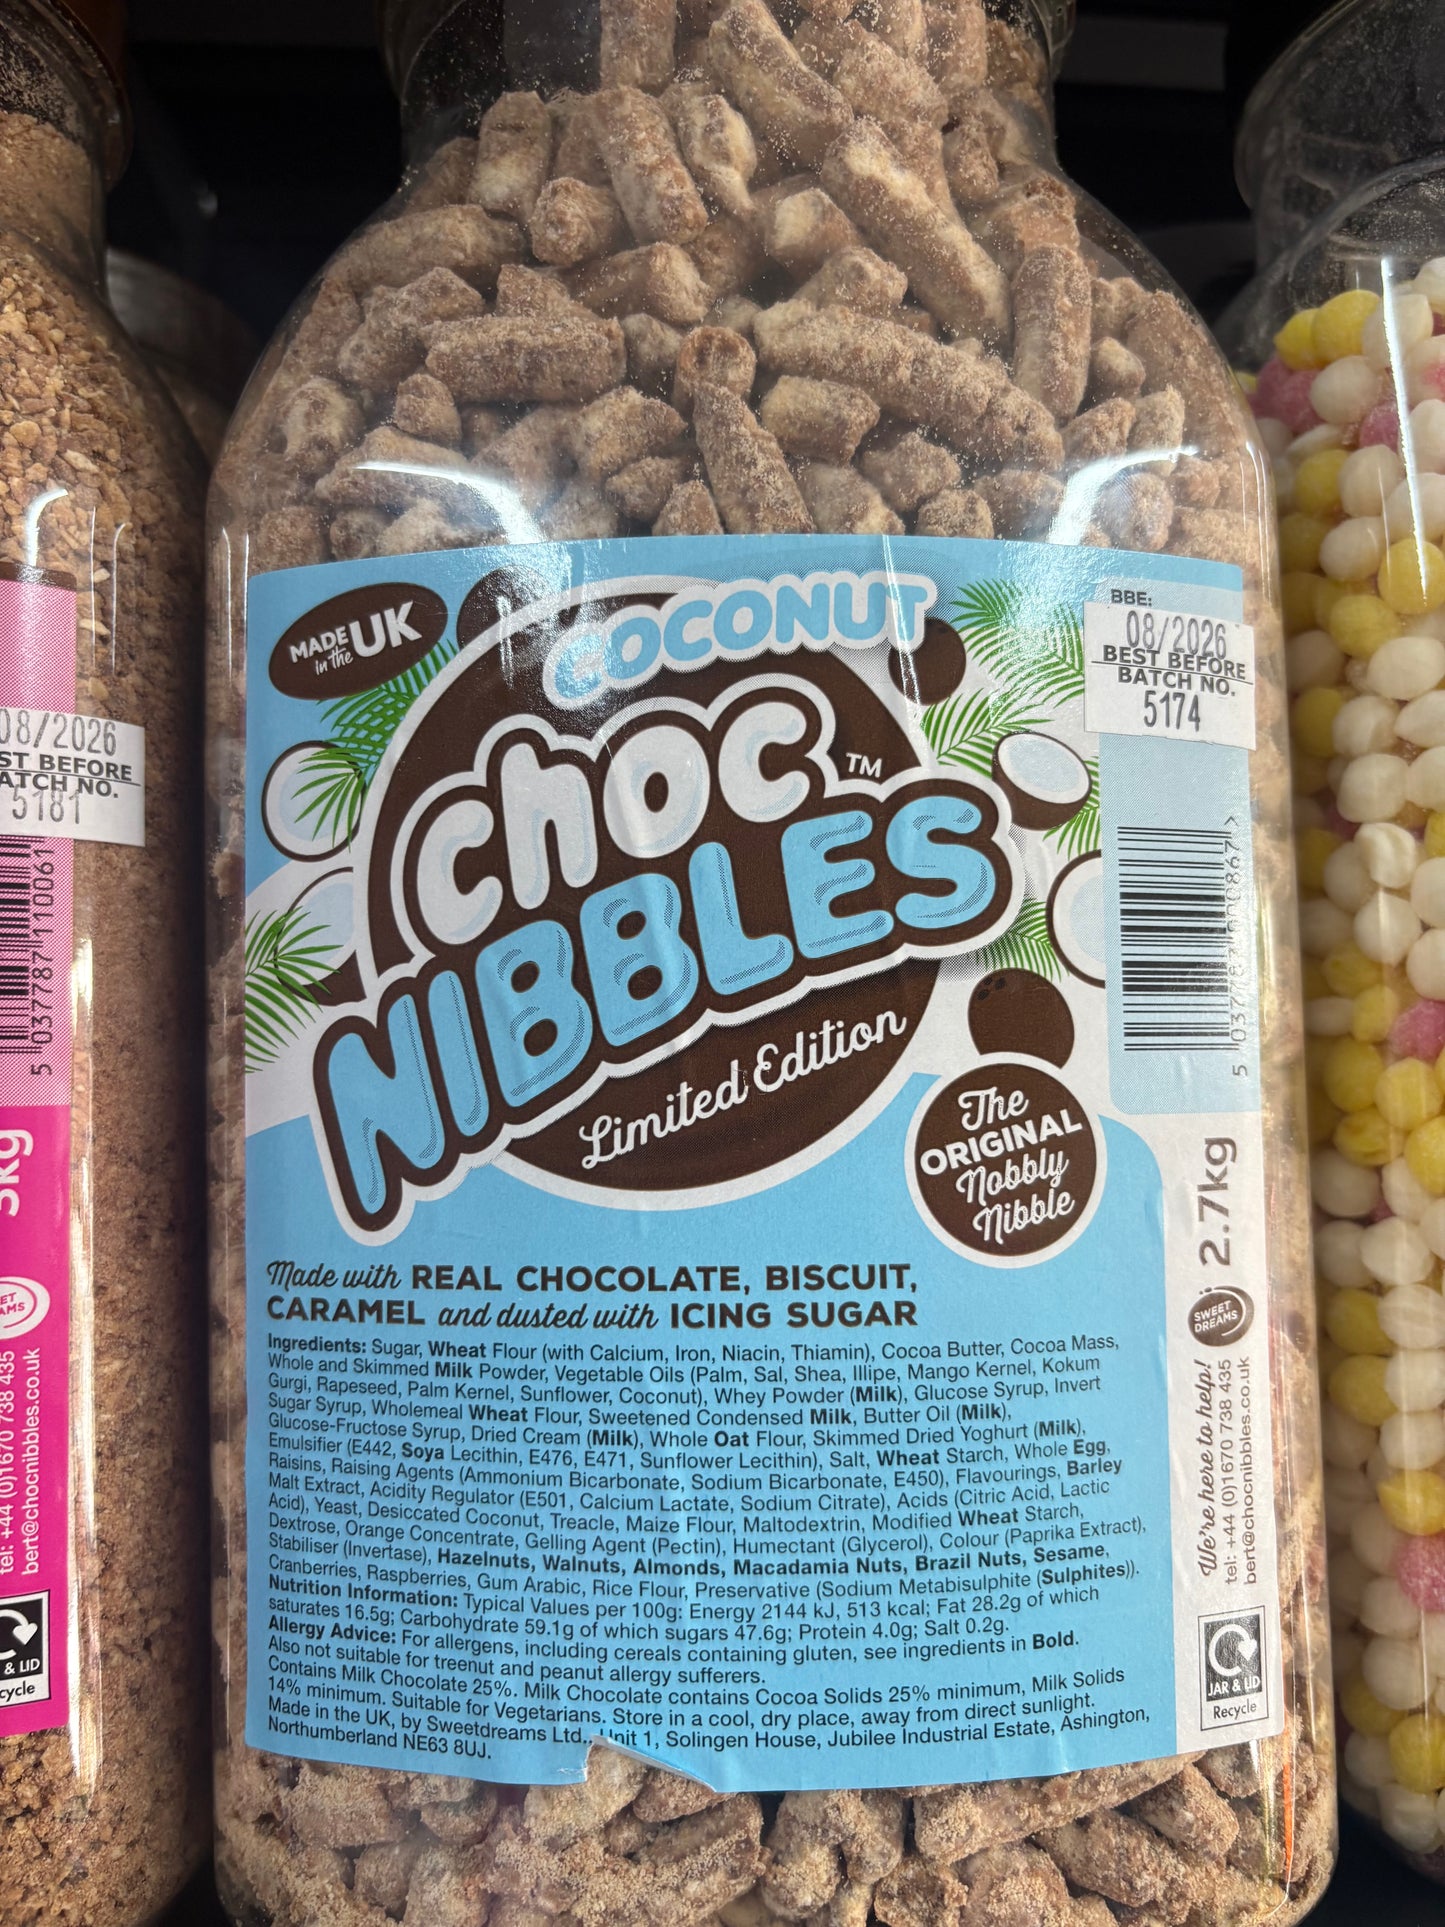 MADE
in the UK
COCONUT
choc
NIBBLES
TM
Limited Edition
The
ORIGINAL
Nobbly
Nibble
BBE:
08/2026
BEST BEFORE
BATCH NO.
5174
Made with REAL CHOCOLATE, BISCUIT,
CARAMEL and dusted with ICING SUGAR
Ingredients: Sugar, Wheat Flour (with Calcium, Iron, Niacin, Thiamin), Cocoa Butter, Cocoa Mass,
Whole and Skimmed Milk Powder, Vegetable Oils (Palm, Sal, Shea, Illipe, Mango Kernel, Kokum
Gurgi, Rapeseed, Palm Kernel, Sunflower, Coconut), Whey Powder (Milk), Glucose Syrup, Invert
Sugar Syrup, Wholemeal Wheat Flour, Sweetened Condensed Milk, Butter Oil (Milk),
Glucose-Fructose Syrup, Dried Cream (Milk), Whole Oat Flour, Skimmed Dried Yoghurt (Milk),
Emulsifier (E442, Soya Lecithin, E476, E471, Sunflower Lecithin), Salt, Wheat Starch, Whole Egg,
Raisins, Raising Agents (Ammonium Bicarbonate, Sodium Bicarbonate, E450), Flavourings, Barley
Malt Extract, Acidity Regulator (E501, Calcium Lactate, Sodium Citrate), Acids (Citric Acid, Lactic
Acid), Yeast, Desiccated Coconut, Treacle, Maize Flour, Maltodextrin, Modified Wheat Starch,
Dextrose, Orange Concentrate, Gelling Agent (Pectin), Humectant (Glycerol), Colour (Paprika Extract),
Stabiliser (Invertase), Hazelnuts, Walnuts, Almonds, Macadamia Nuts, Brazil Nuts, Sesame,
Cranberries, Raspberries, Gum Arabic, Rice Flour, Preservative (Sodium Metabisulphite (Sulphites)).
Nutrition Information: Typical Values per 100g: Energy 2144 kJ, 513 kcal; Fat 28.2g of which
saturates 16.5g; Carbohydrate 59.1g of which sugars 47.6g; Protein 4.0g; Salt 0.2g.
Allergy Advice: For allergens, including cereals containing gluten, see ingredients in Bold.
Also not suitable for treenut and peanut allergy sufferers.
Contains Milk Chocolate 25%. Milk Chocolate contains Cocoa Solids 25% minimum, Milk Solids
14% minimum. Suitable for Vegetarians. Store in a cool, dry place, away from direct sunlight.
Made in the UK, by Sweetdreams Ltd., Unit 1, Solingen House, Jubilee Industrial Estate, Ashington,
Northumberland NE63 8UJ.
2.7kg
SWEET
DREAMS
We're here to help!
tel: +44 (0)1670 738 435
bert@chocnibbles.co.uk
JAR & LID
Recycle
08/2026
ST BEFORE
ATCH NO.
5181
5 037787 110061
3kg
ET
AMS
tel: +44 (0)1670 738 435
bert@chocnibbles.co.uk
& LID
cycle